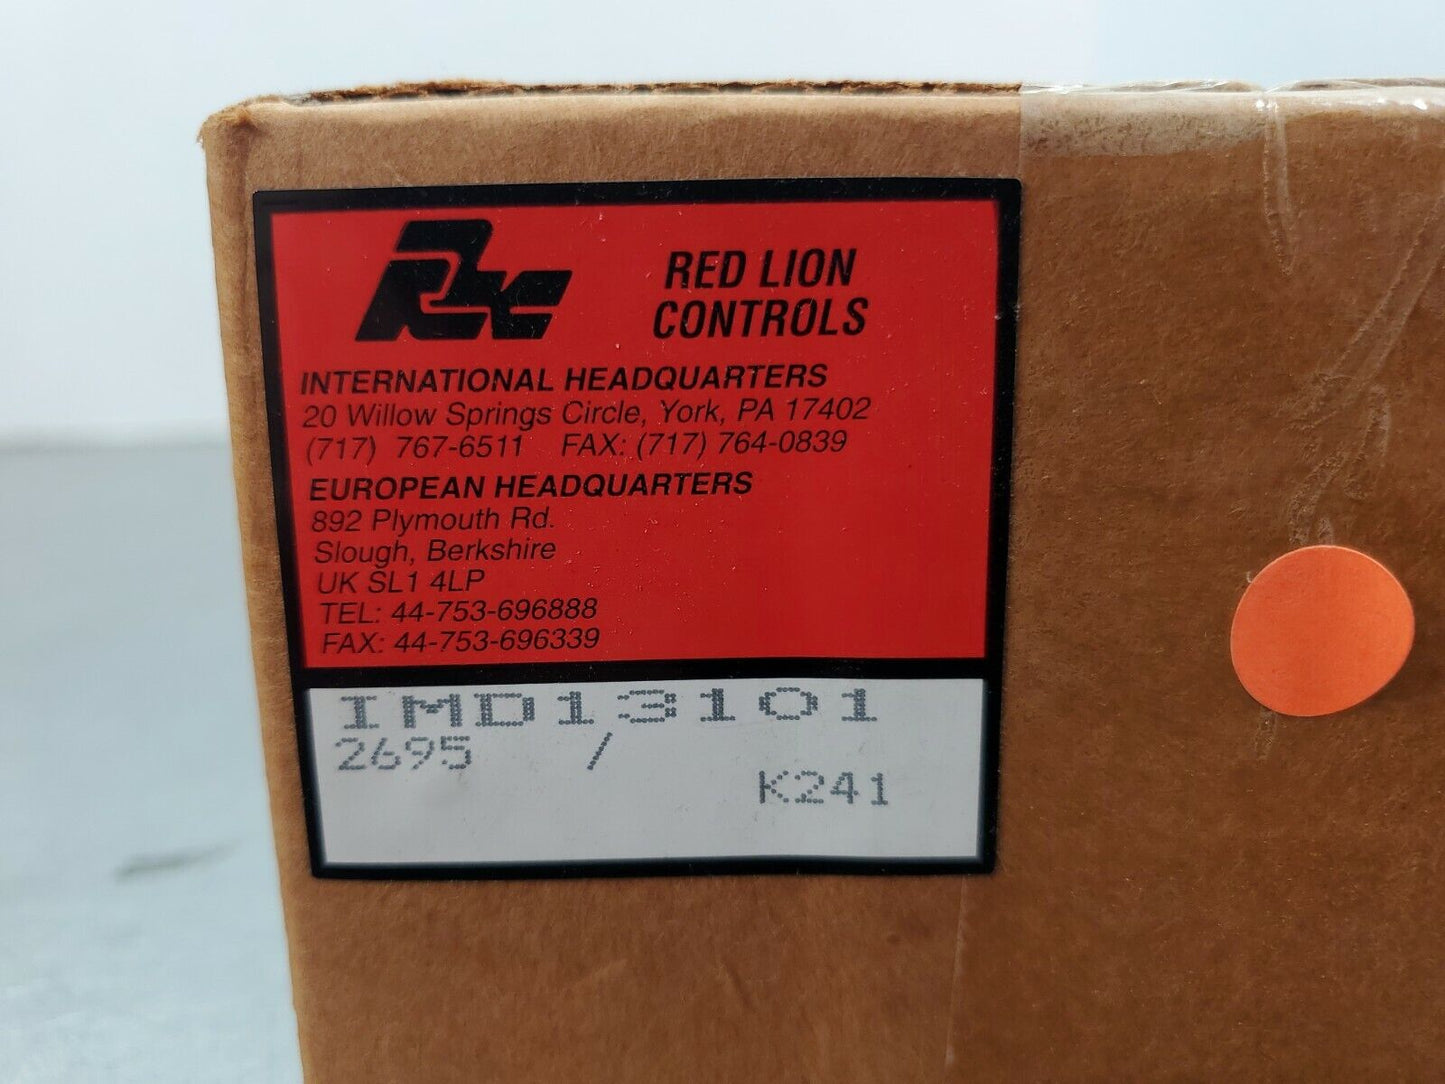 RLC
RED LION
CONTROLS
INTERNATIONAL HEADQUARTERS
20 Willow Springs Circle, York, PA 17402
(717) 767-6511 FAX: (717) 764-0839
EUROPEAN HEADQUARTERS
892 Plymouth Rd.
Slough, Berkshire
UK SL1 4LP
TEL: 44-753-696888
FAX: 44-753-696339
IMD13101
2695 /
K241